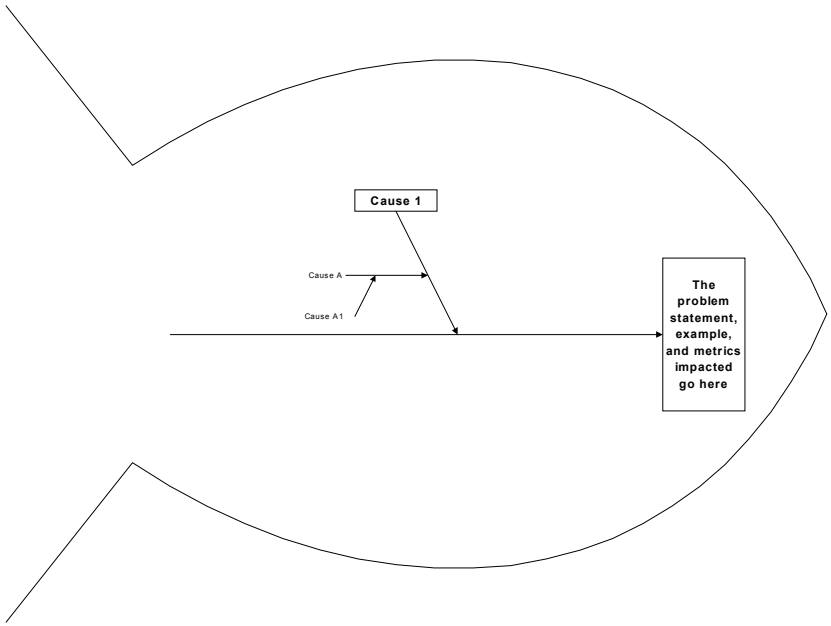 Cause 1
Cause A
Cause A1
The
problem
statement,
example,
and metrics
impacted
go here